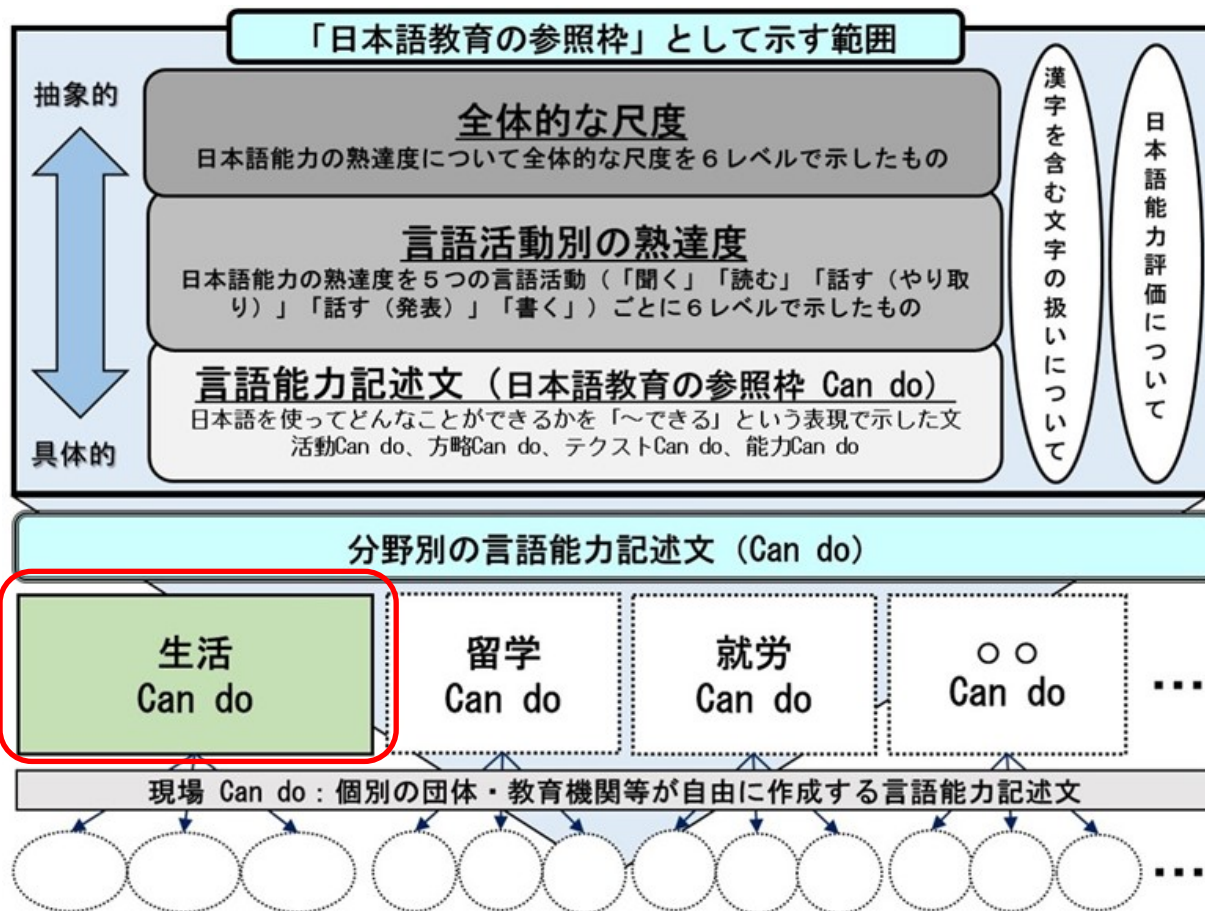 「日本語教育の参照枠」として示す範囲
抽象的
具体的
全体的な尺度
日本語能力の熟達度について全体的な尺度を６レベルで示したもの
言語活動別の熟達度
日本語能力の熟達度を５つの言語活動（「聞く」「読む」「話す（やり取
り）」「話す（発表）」「書く」）ごとに６レベルで示したもの
言語能力記述文（日本語教育の参照枠 Can do）
日本語を使ってどんなことができるかを「～できる」という表現で示した文
活動Can do、方略Can do、テクストCan do、能力Can do
漢字を含む文字の扱いについて
日本語能力評価について
分野別の言語能力記述文（Can do）
生活
Can do
留学
Can do
就労
Can do
○○
Can do
…
現場 Can do：個別の団体・教育機関等が自由に作成する言語能力記述文
…